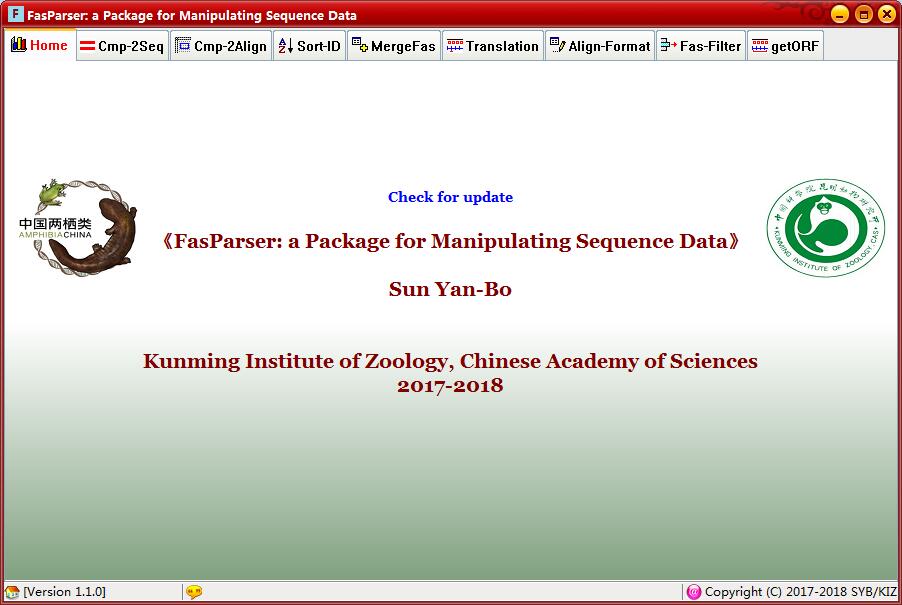 F FasParser: a Package for Manipulating Sequence Data
Home Cmp-2Seq Cmp-2Align Sort-ID MergeFas Translation Align-Format Fas-Filter getORF
中国两栖类
AMPHIBIACHINA
Check for update
《FasParser: a Package for Manipulating Sequence Data》
Sun Yan-Bo
中国科学院昆明动物研究所
KUNMING INSTITUTE OF ZOOLOGY, CAS
Kunming Institute of Zoology, Chinese Academy of Sciences
2017-2018
[Version 1.1.0] Copyright (C) 2017-2018 SYB/KIZ